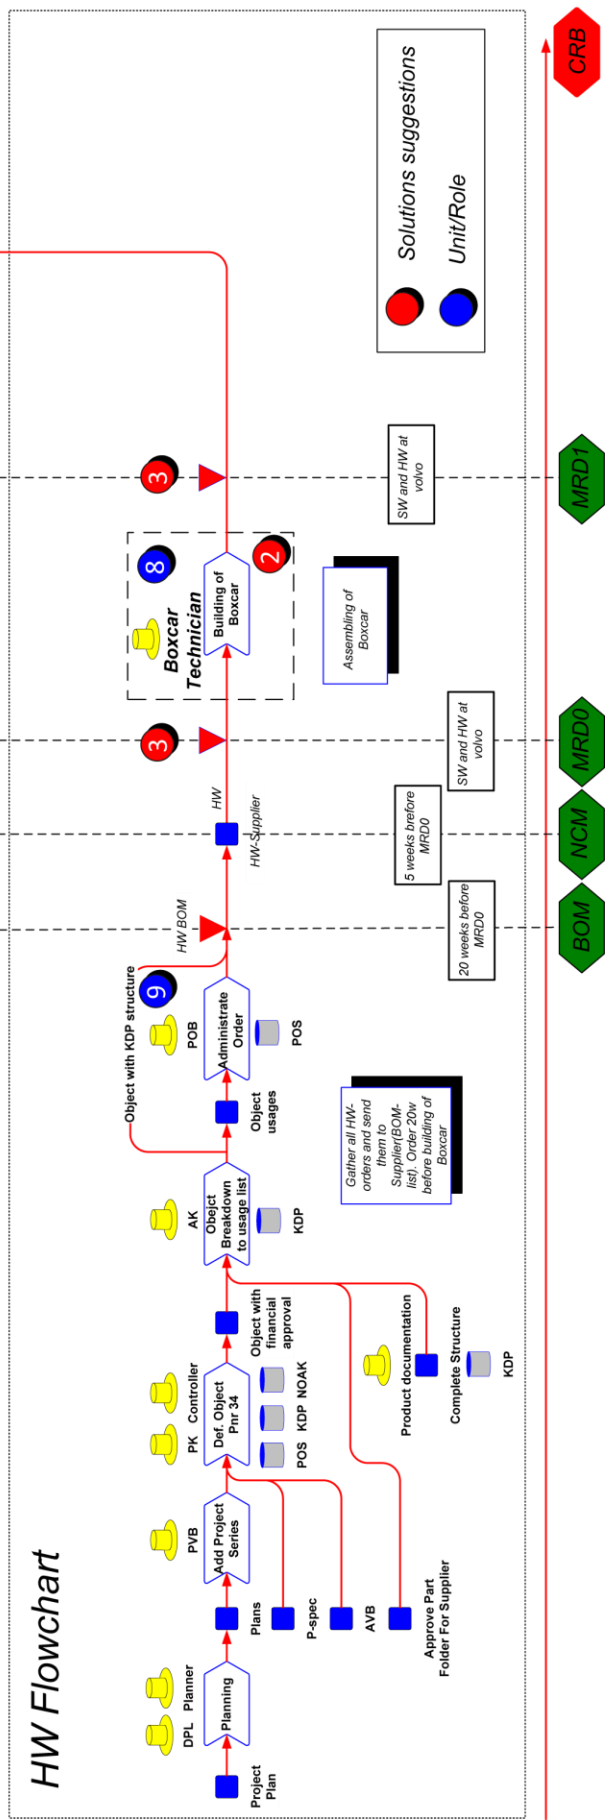 HW Flowchart
DPL
Planner
Project
Plan
Planning
Plans
P-spec
AVB
Approve Part
Folder For Supplier
PVB
Add Project
Series
PK
Controller
Def. Object
Pnr 34
POS
KDP
NOAK
Object with
financial
approval
Product documentation
Complete Structure
KDP
AK
Obejct
Breakdown
to usage list
KDP
Object with KDP structure
Object
usages
9
POB
Administrate
Order
POS
Gather all HW-
orders and send
them to
Supplier(BOM-
list). Order 20w
before building of
Boxcar
HW BOM
20 weeks before
MRD0
HW
HW-Supplier
5 weeks brefore
MRD0
3
SW and HW at
volvo
8
Boxcar
Technician
Building of
Boxcar
2
Assembling of
Boxcar
3
SW and HW at
volvo
Solutions suggestions
Unit/Role
BOM
NCM
MRD0
MRD1
CRB